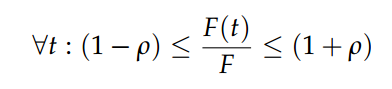 ∀t : (1 − ρ) ≤ F(t)/F ≤ (1 + ρ)